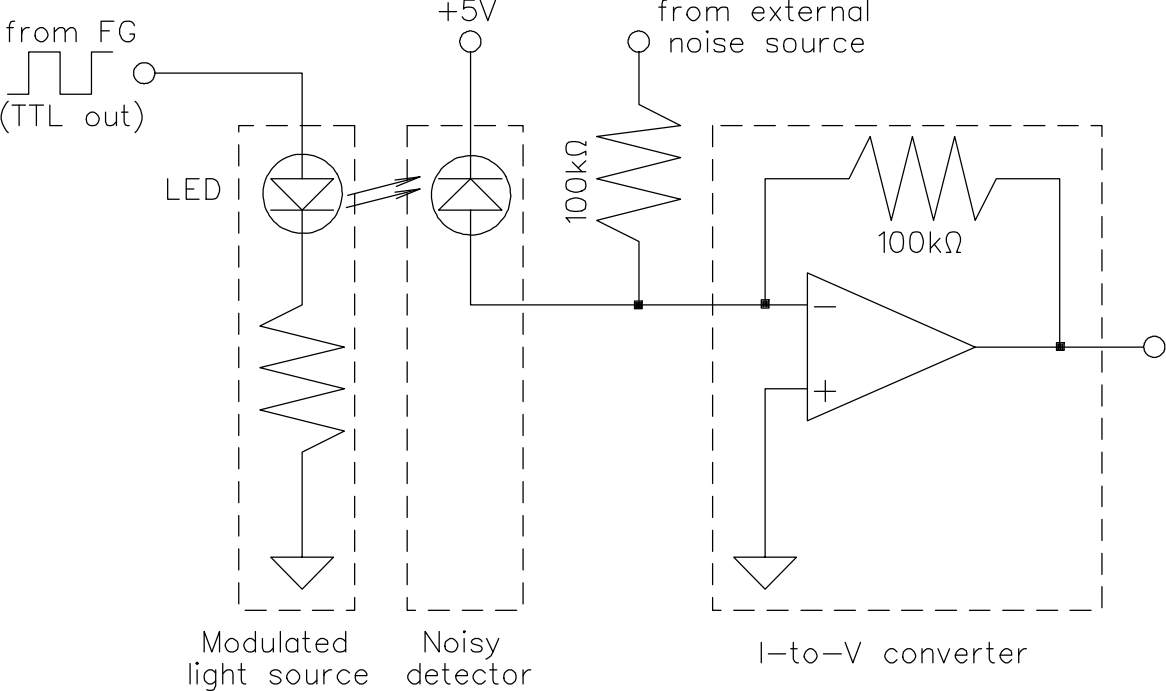 from FG
(TTL out)
+5V
from external
noise source
LED
100kΩ
100kΩ
−
+
Modulated
light source
Noisy
detector
I−to−V converter